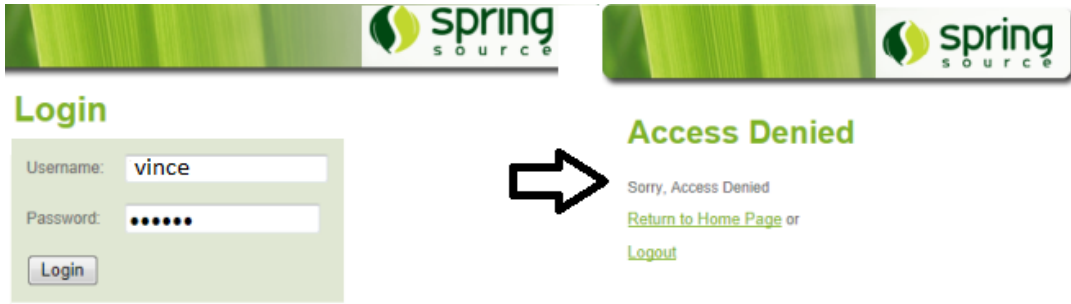 spring
source
Login
Username: vince
Password: ••••••
Login
spring
source
Access Denied
Sorry, Access Denied
Return to Home Page or
Logout